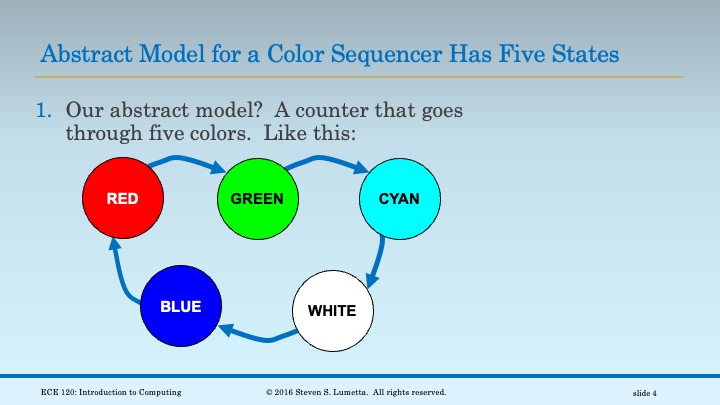 Abstract Model for a Color Sequencer Has Five States
1. Our abstract model? A counter that goes
through five colors. Like this:
RED
GREEN
CYAN
BLUE
WHITE
ECE 120: Introduction to Computing
© 2016 Steven S. Lumetta. All rights reserved.
slide 4